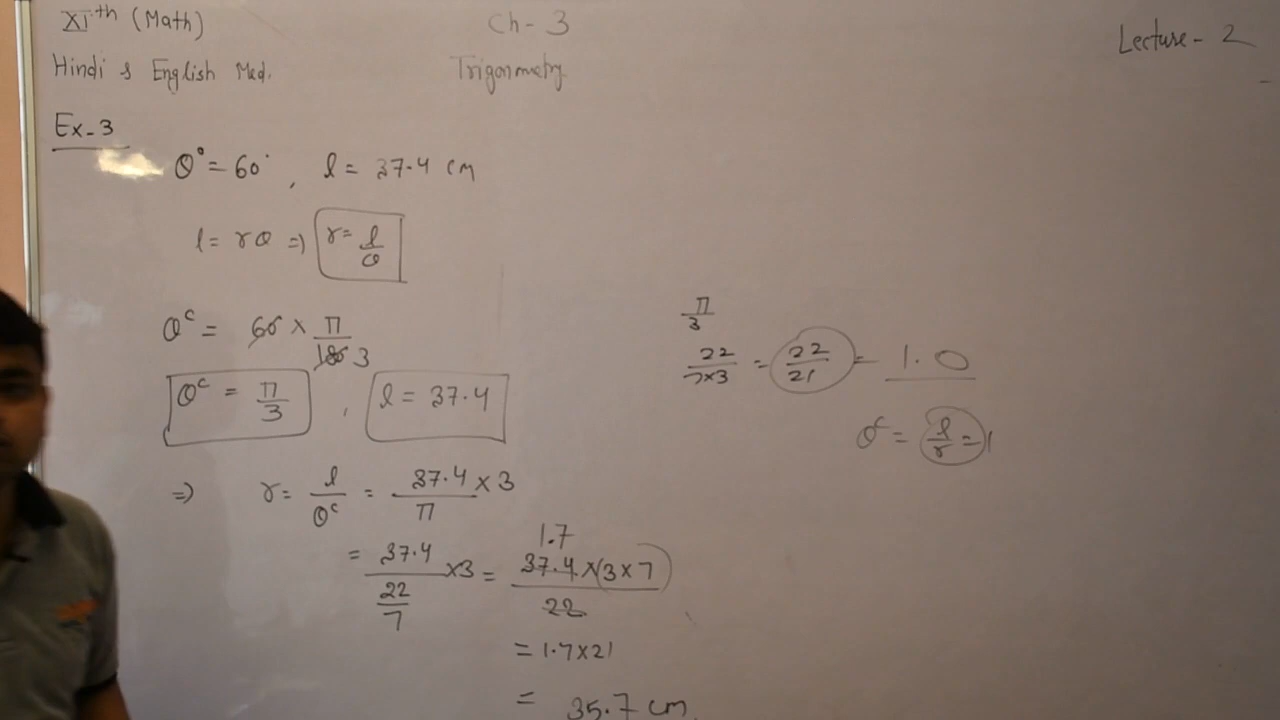 XIth (Math)
Ch - 3
Lecture - 2
Hindi & English Med.
Trigonmetry
Ex-3
θ° = 60° , l = 37.4 cm
l = rθ ⇒ r = l/θ
θᶜ = 60 × π/180 3
θᶜ = π/3 , l = 37.4
⇒ r = l/θᶜ = 37.4 × 3/π
= 37.4/(22/7) ×3 = 37.4 × (3 × 7)/22
1.7
= 1.7 × 21
= 35.7 cm
π/3
22/7×3 = 22/21 = 1.0
θᶜ = l/r = 1